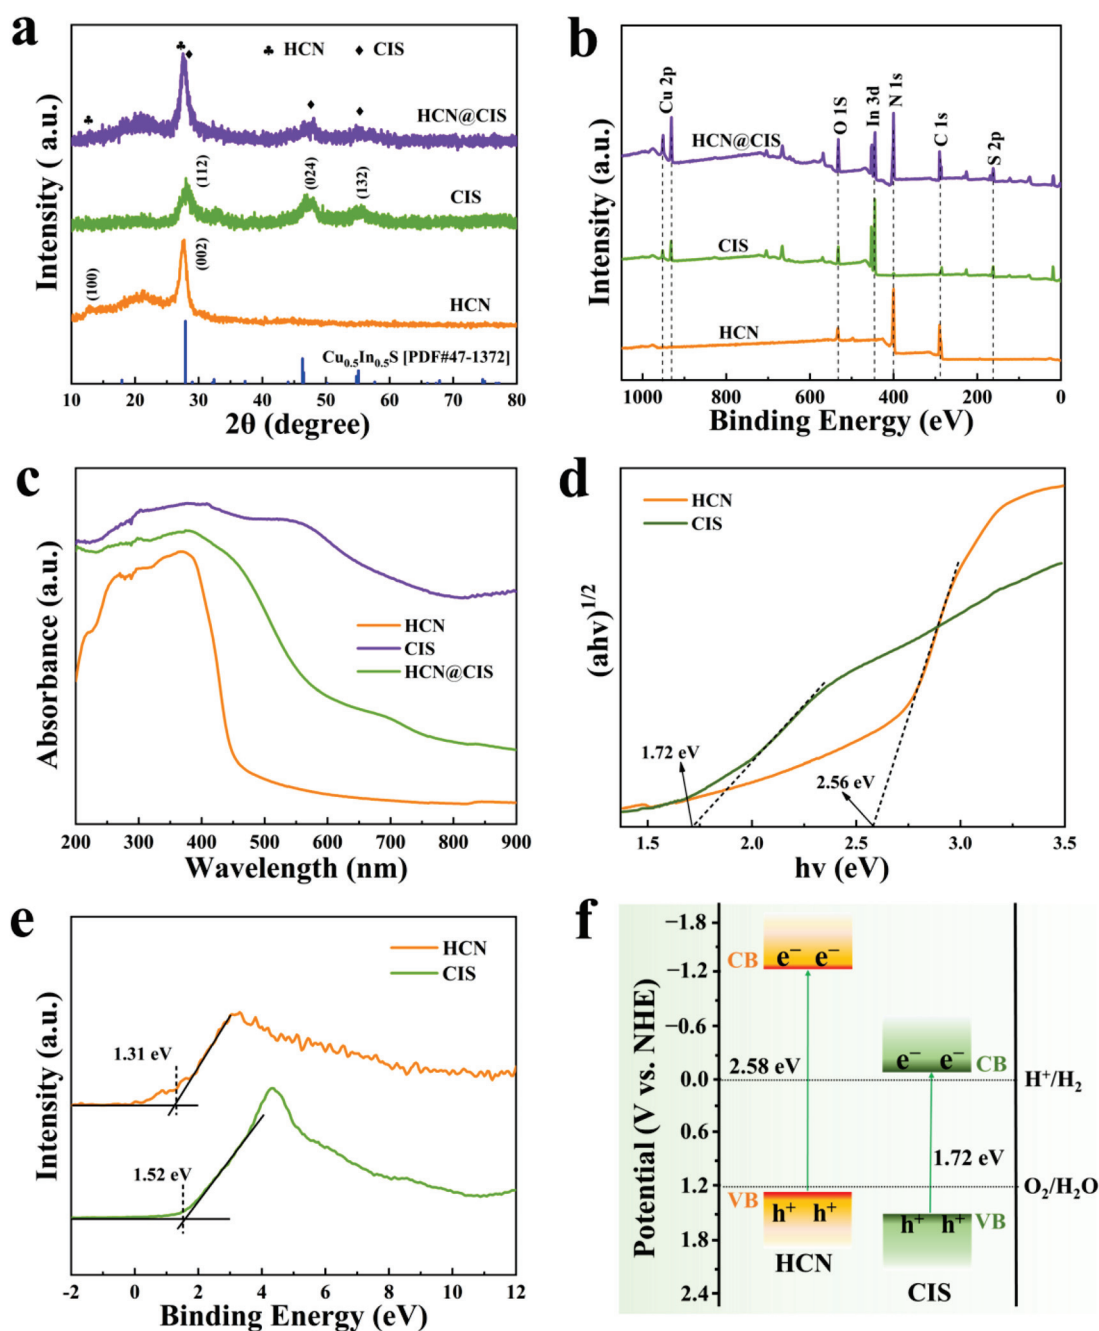 a
♣ HCN ♦ CIS
HCN@CIS
(112)
(024)
(132)
CIS
(002)
(100)
HCN
Cu0.5In0.5S [PDF#47-1372]
Intensity ( a.u.)
10 20 30 40 50 60 70 80
2θ (degree)
b
Cu 2p
O 1S
In 3d
N 1s
C 1s
S 2p
HCN@CIS
CIS
HCN
Intensity (a.u.)
1000 800 600 400 200 0
Binding Energy (eV)
c
HCN
CIS
HCN@CIS
Absorbance (a.u.)
200 300 400 500 600 700 800 900
Wavelength (nm)
d
HCN
CIS
1.72 eV
2.56 eV
(ahv)1/2
1.5 2.0 2.5 3.0 3.5
hv (eV)
e
HCN
CIS
1.31 eV
1.52 eV
Intensity (a.u.)
-2 0 2 4 6 8 10 12
Binding Energy (eV)
f
Potential (V vs. NHE)
−1.8
−1.2
−0.6
0.0
0.6
1.2
1.8
2.4
CB
e− e−
2.58 eV
VB
h+ h+
HCN
e− e−
CB
1.72 eV
h+ h+
VB
CIS
H+/H2
O2/H2O